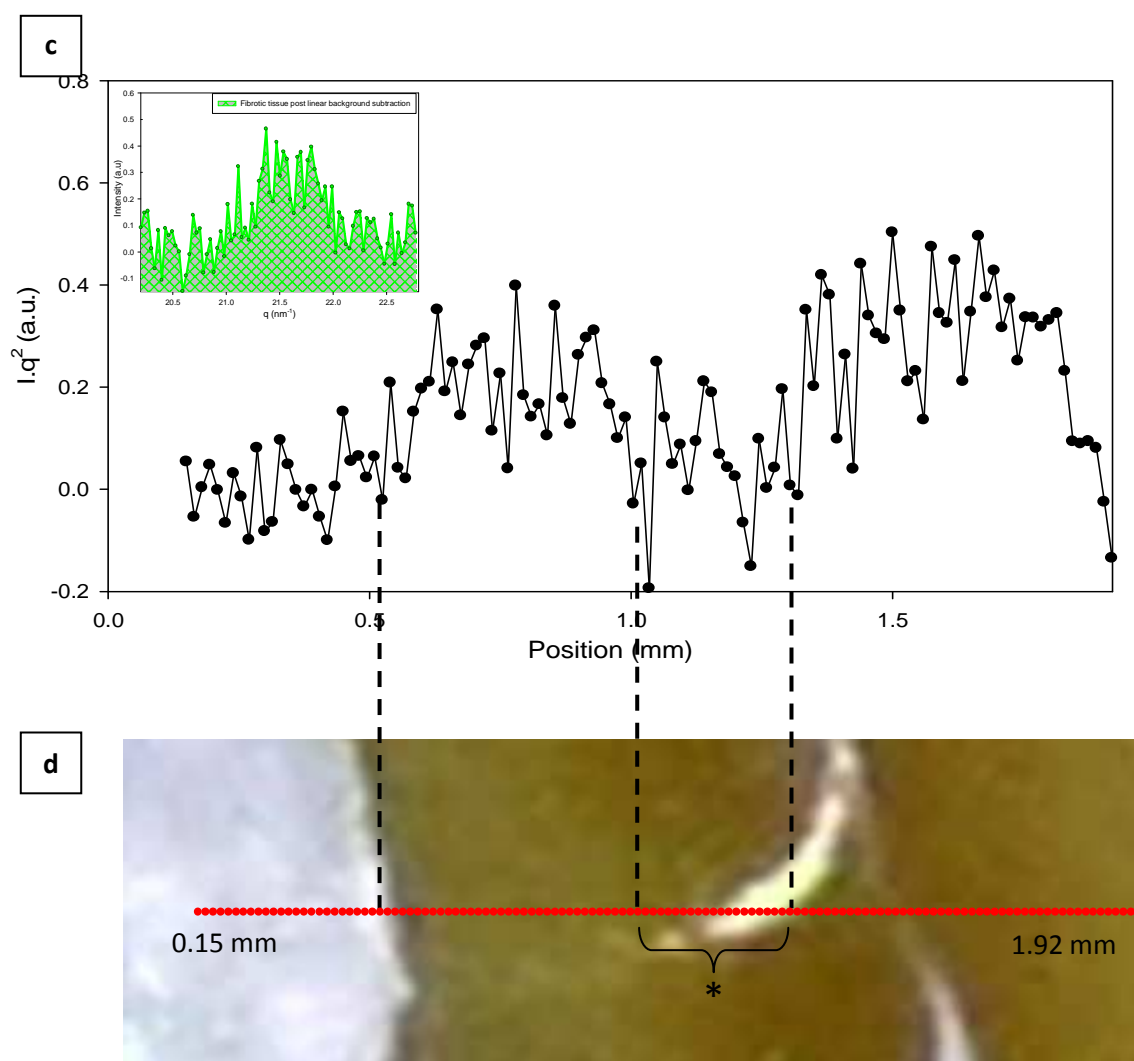 c
0.8
0.6
0.4
0.2
0.0
-0.2
I.q² (a.u.)
0.0
0.5
1.0
1.5
Position (mm)
0.6
0.5
0.4
0.3
0.2
0.1
0.0
-0.1
Intensity (a.u)
Fibrotic tissue post linear background subtraction
20.5
21.0
21.5
22.0
22.5
q (nm⁻¹)
d
0.15 mm
1.92 mm
*